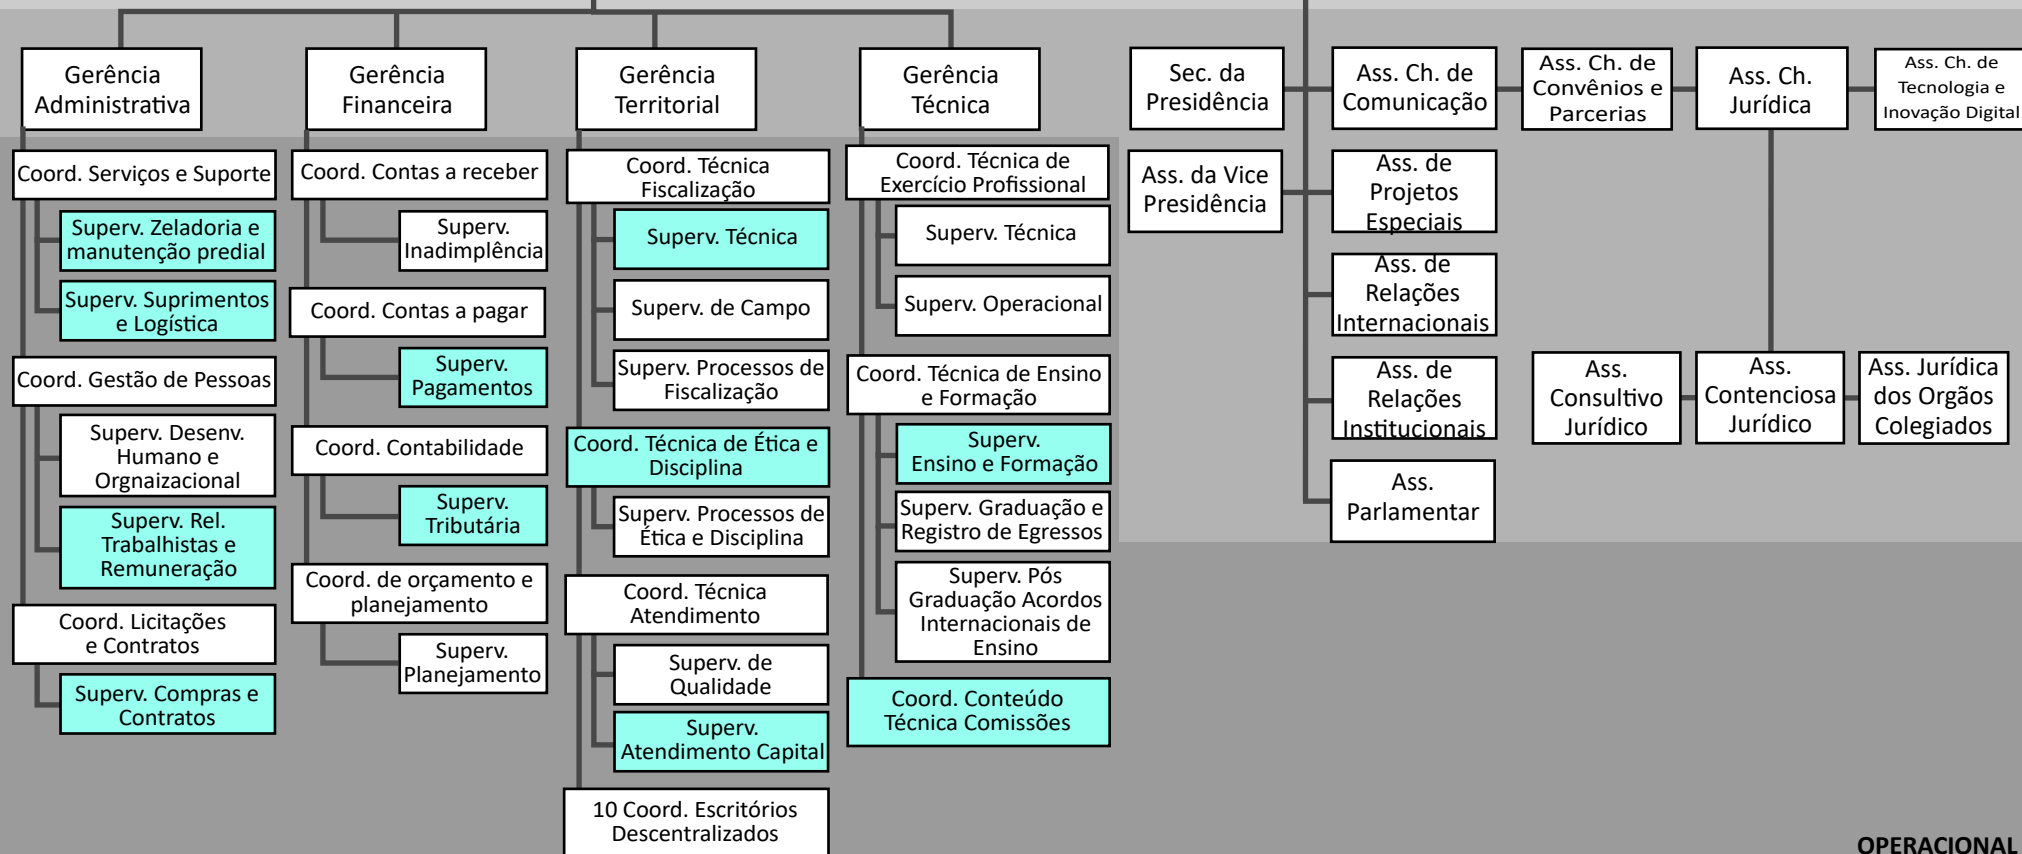 Gerência
Administrativa
Coord. Serviços e Suporte
Superv. Zeladoria e
manutenção predial
Superv. Suprimentos
e Logística
Coord. Gestão de Pessoas
Superv. Desenv.
Humano e
Orgnaizacional
Superv. Rel.
Trabalhistas e
Remuneração
Coord. Licitações
e Contratos
Superv. Compras e
Contratos
Gerência
Financeira
Coord. Contas a receber
Superv.
Inadimplência
Coord. Contas a pagar
Superv.
Pagamentos
Coord. Contabilidade
Superv.
Tributária
Coord. de orçamento e
planejamento
Superv.
Planejamento
Gerência
Territorial
Coord. Técnica
Fiscalização
Superv. Técnica
Superv. de Campo
Superv. Processos de
Fiscalização
Coord. Técnica de Ética e
Disciplina
Superv. Processos de
Ética e Disciplina
Coord. Técnica
Atendimento
Superv. de
Qualidade
Superv.
Atendimento Capital
10 Coord. Escritórios
Descentralizados
Gerência
Técnica
Coord. Técnica de
Exercício Profissional
Superv. Técnica
Superv. Operacional
Coord. Técnica de Ensino
e Formação
Superv.
Ensino e Formação
Superv. Graduação e
Registro de Egressos
Superv. Pós
Graduação Acordos
Internacionais de
Ensino
Coord. Conteúdo
Técnica Comissões
Sec. da
Presidência
Ass. da Vice
Presidência
Ass. Ch. de
Comunicação
Ass. de
Projetos
Especiais
Ass. de
Relações
Internacionais
Ass. de
Relações
Institucionais
Ass.
Parlamentar
Ass. Ch. de
Convênios e
Parcerias
Ass. Ch.
Jurídica
Ass. Ch. de
Tecnologia e
Inovação Digital
Ass.
Consultivo
Jurídico
Ass.
Contenciosa
Jurídico
Ass. Jurídica
dos Orgãos
Colegiados
OPERACIONAL